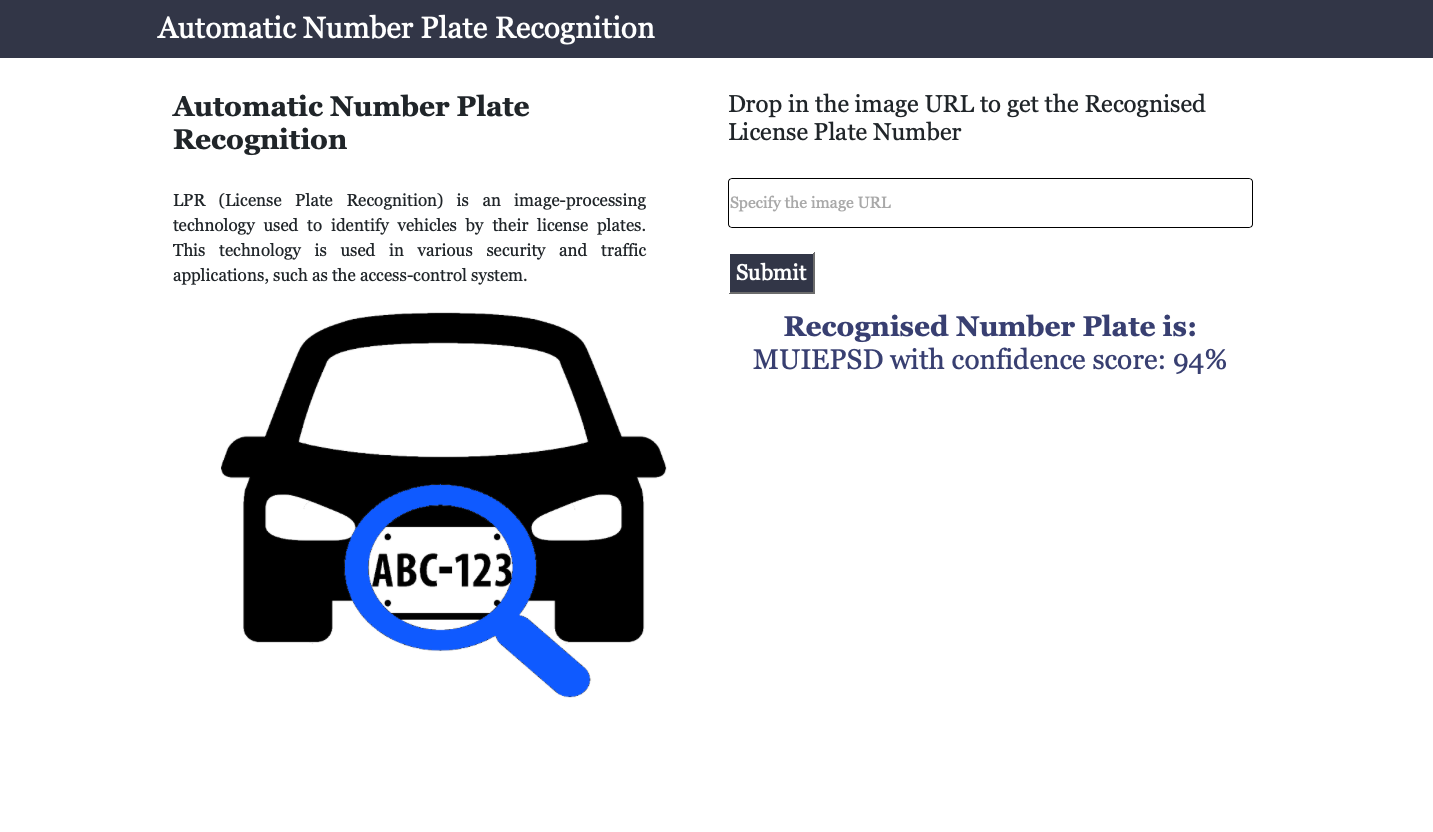 Automatic Number Plate Recognition
Automatic Number Plate
Recognition
LPR (License Plate Recognition) is an image-processing
technology used to identify vehicles by their license plates.
This technology is used in various security and traffic
applications, such as the access-control system.
ABC-123
Drop in the image URL to get the Recognised
License Plate Number
Specify the image URL
Submit
Recognised Number Plate is:
MUIEPSD with confidence score: 94%